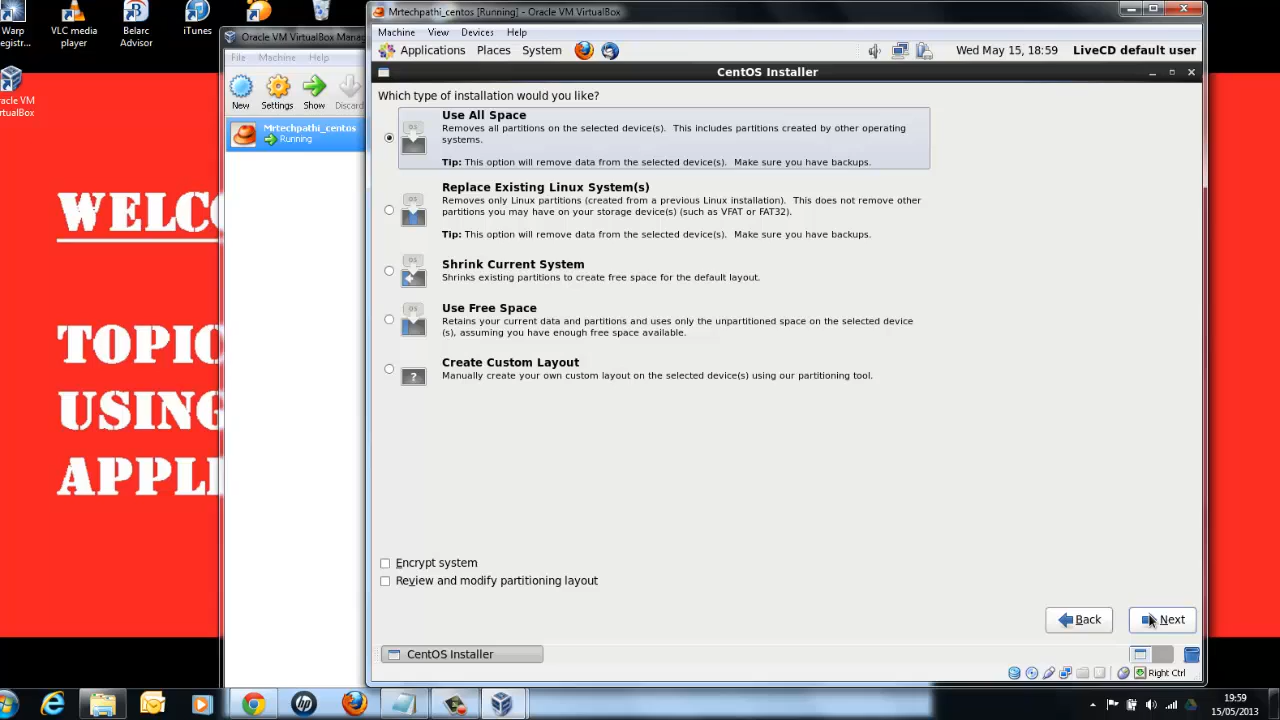 Warp
registr...
VLC media
player
Belarc
Advisor
iTunes
Oracle VM
VirtualBox
WELCO
TOPIC
USING
APPLI
Oracle VM VirtualBox Manag
File Machine Help
New Settings Show Discard
Mrtechpathi_centos
Running
Mrtechpathi_centos [Running] - Oracle VM VirtualBox
Machine View Devices Help
Applications Places System Wed May 15, 18:59 LiveCD default user
CentOS Installer
Which type of installation would you like?
Use All Space
Removes all partitions on the selected device(s). This includes partitions created by other operating
systems.
Tip: This option will remove data from the selected device(s). Make sure you have backups.
Replace Existing Linux System(s)
Removes only Linux partitions (created from a previous Linux installation). This does not remove other
partitions you may have on your storage device(s) (such as VFAT or FAT32).
Tip: This option will remove data from the selected device(s). Make sure you have backups.
Shrink Current System
Shrinks existing partitions to create free space for the default layout.
Use Free Space
Retains your current data and partitions and uses only the unpartitioned space on the selected device
(s), assuming you have enough free space available.
Create Custom Layout
Manually create your own custom layout on the selected device(s) using our partitioning tool.
Encrypt system
Review and modify partitioning layout
Back Next
CentOS Installer
Right Ctrl
19:59
15/05/2013